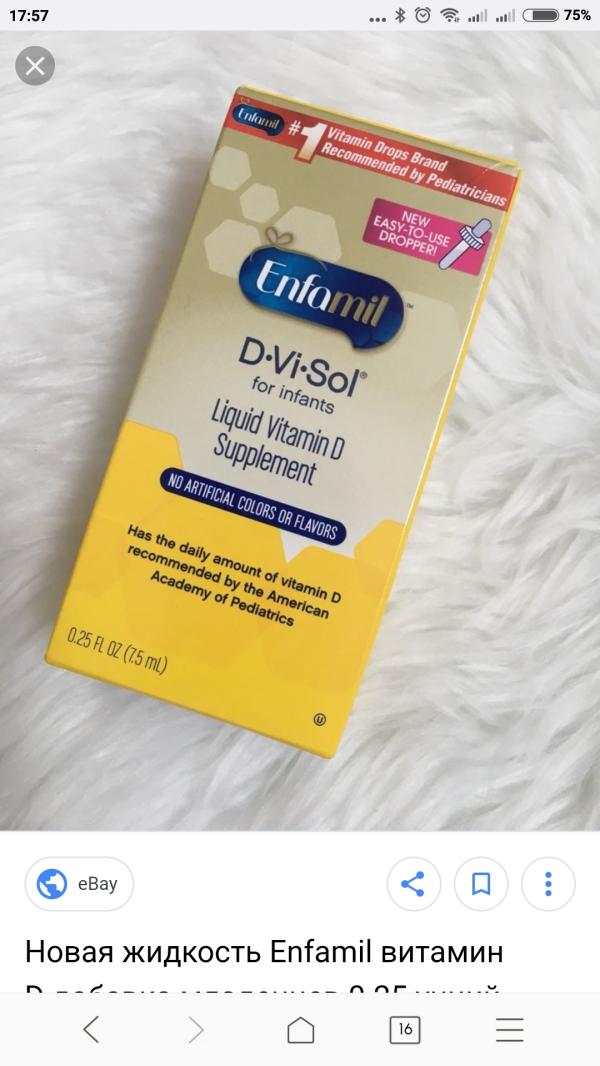 17:57
75%
Enfamil
#1 Vitamin Drops Brand
Recommended by Pediatricians
NEW
EASY-TO-USE
DROPPER!
Enfamil™
D•Vi•Sol®
for infants
Liquid Vitamin D
Supplement
NO ARTIFICIAL COLORS OR FLAVORS
Has the daily amount of vitamin D
recommended by the American
Academy of Pediatrics
0.25 FL OZ (7.5 mL)
U
eBay
Новая жидкость Enfamil витамин
16